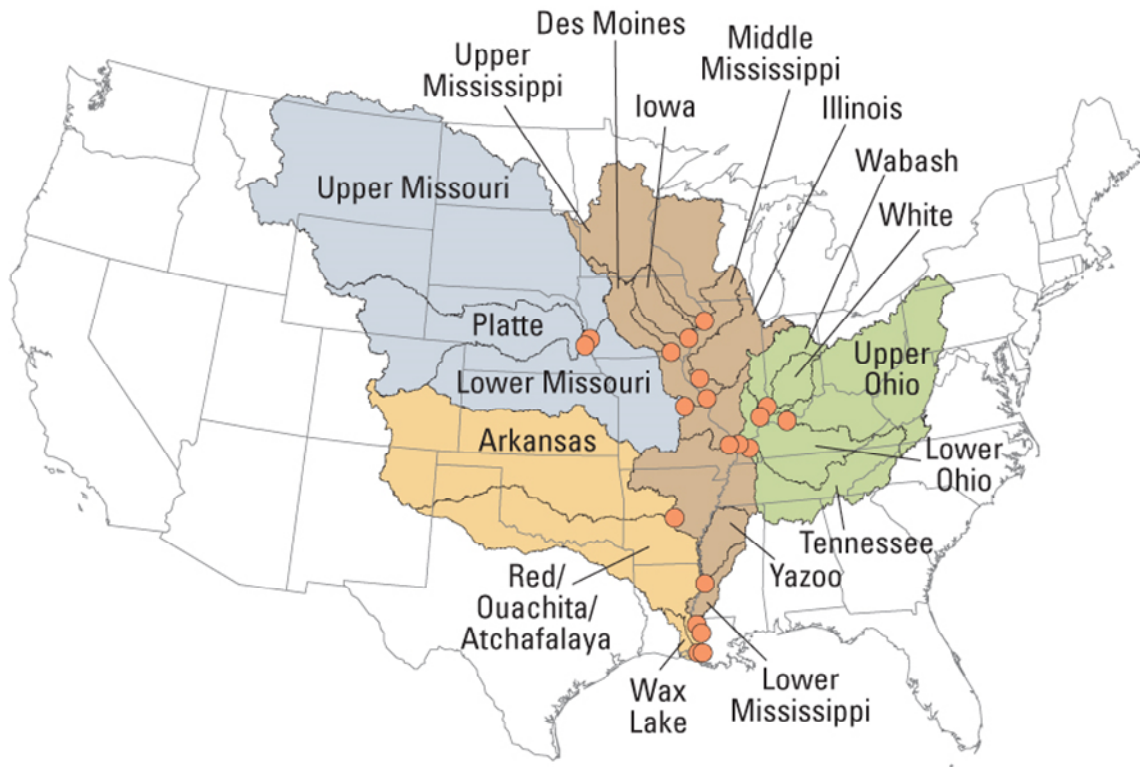 Des Moines
Upper
Mississippi
Middle
Mississippi
Iowa
Illinois
Wabash
White
Upper Missouri
Platte
Lower Missouri
Upper
Ohio
Arkansas
Lower
Ohio
Tennessee
Yazoo
Red/
Ouachita/
Atchafalaya
Wax
Lake
Lower
Mississippi